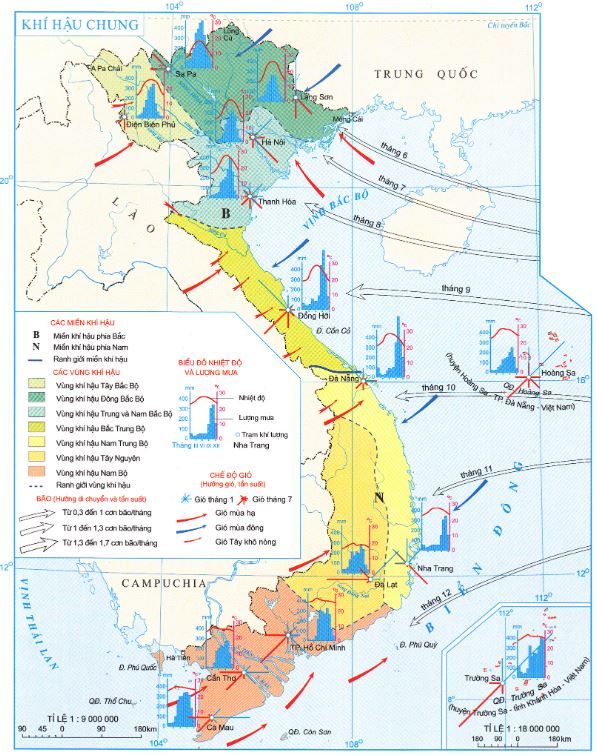 KHÍ HẬU CHUNG
104°
108°
112°
Chí tuyến Bắc
Lũng Cú
A Pa Chải
Sa Pa
TRUNG QUỐC
Lạng Sơn
Điện Biên Phủ
Móng Cái
Hà Nội
tháng 6
tháng 7
20°
Thanh Hóa
tháng 8
LÀO
B
VỊNH BẮC BỘ
tháng 9
Đồng Hới
Đ. Cồn Cỏ
CÁC MIỀN KHÍ HẬU
B Miền khí hậu phía Bắc
N Miền khí hậu phía Nam
Ranh giới miền khí hậu
CÁC VÙNG KHÍ HẬU
Vùng khí hậu Tây Bắc Bộ
Vùng khí hậu Đông Bắc Bộ
Vùng khí hậu Trung và Nam Bắc Bộ
Vùng khí hậu Bắc Trung Bộ
Vùng khí hậu Nam Trung Bộ
Vùng khí hậu Tây Nguyên
Vùng khí hậu Nam Bộ
Ranh giới vùng khí hậu
BIỂU ĐỒ NHIỆT ĐỘ
VÀ LƯỢNG MƯA
Nhiệt độ
Lượng mưa
Trạm khí tượng
Tháng III VI IX XII
Nha Trang
BÃO (Hướng di chuyển và tần suất)
Từ 0,3 đến 1 cơn bão/tháng
Từ 1 đến 1,3 cơn bão/tháng
Từ 1,3 đến 1,7 cơn bão/tháng
CHẾ ĐỘ GIÓ
(Hướng gió, tần suất)
Gió tháng 1
Gió tháng 7
Gió mùa hạ
Gió mùa đông
Gió Tây khô nóng
Đà Nẵng
Hoàng Sa
16°
QĐ. Hoàng Sa
(huyện Hoàng Sa - TP. Đà Nẵng - Việt Nam)
tháng 10
tháng 11
N
BIỂN ĐÔNG
Nha Trang
Đà Lạt
12°
CAMPUCHIA
tháng 12
VỊNH THÁI LAN
TP. Hồ Chí Minh
Đ. Phú Quý
Hà Tiên
Đ. Phú Quốc
Cần Thơ
QĐ. Thổ Chu
Cà Mau
QĐ. Côn Sơn
TỈ LỆ 1 : 9 000 000
90 45 0 90 180km
104°
108°
112°
8°
Trường Sa
QĐ. Trường Sa
(huyện Trường Sa - tỉnh Khánh Hòa - Việt Nam)
TỈ LỆ 1 : 18 000 000
180 0 180km